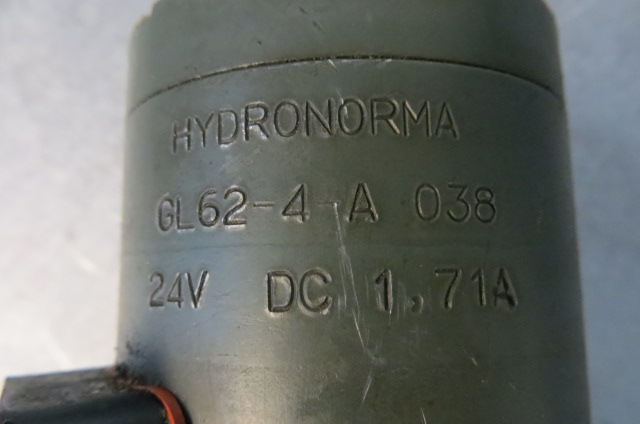 HYDRONORMA
GL62-4-A 038
24V DC 1,71A